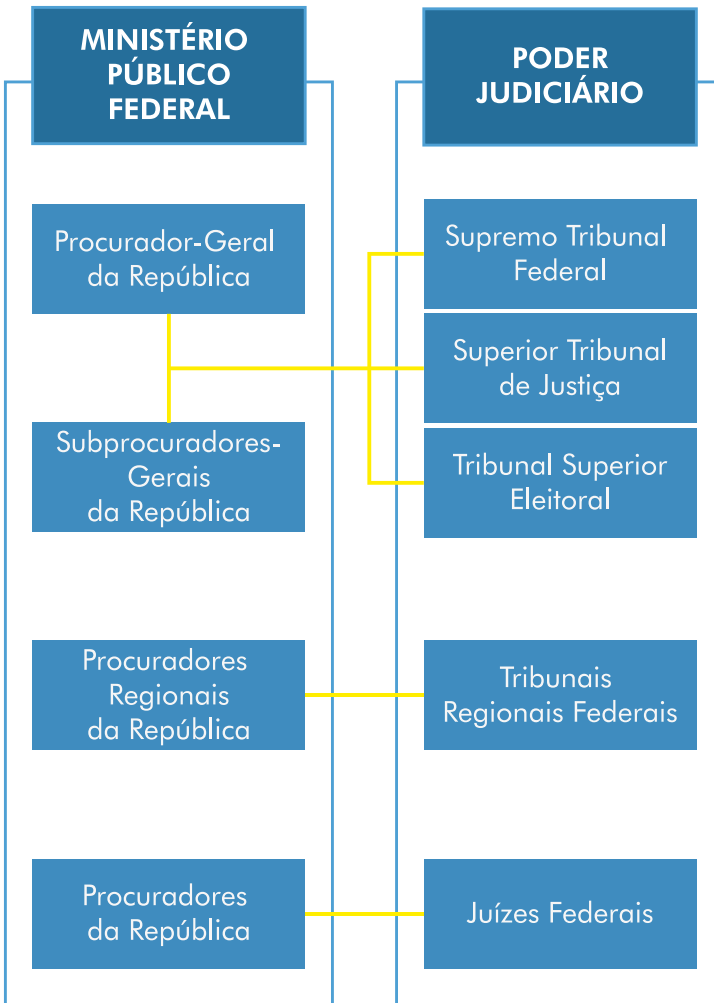 MINISTÉRIO
PÚBLICO
FEDERAL
Procurador-Geral
da República
Subprocuradores-
Gerais
da República
Procuradores
Regionais
da República
Procuradores
da República
PODER
JUDICIÁRIO
Supremo Tribunal
Federal
Superior Tribunal
de Justiça
Tribunal Superior
Eleitoral
Tribunais
Regionais Federais
Juízes Federais